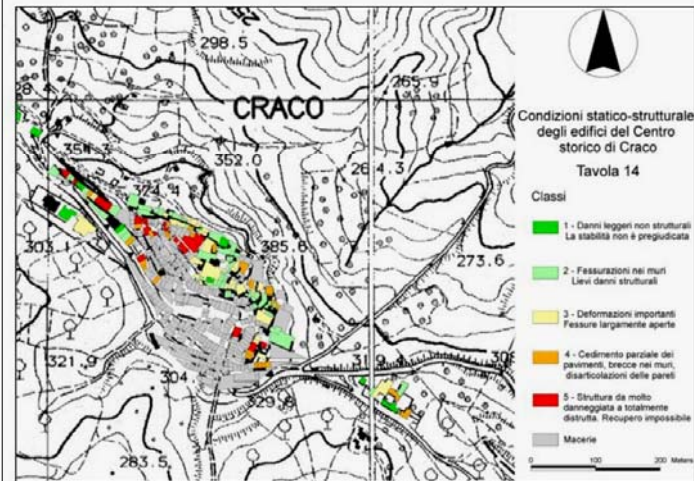 298.5
265.9
CRACO
354.3
352.0
264.3
374.4
303.1
385.6
273.6
321.9
304
329.6
283.5
Condizioni statico-strutturale
degli edifici del Centro
storico di Craco
Tavola 14
Classi
1 - Danni leggeri non strutturali
La stabilità non è pregiudicata
2 - Fessurazioni nei muri
Lievi danni strutturali
3 - Deformazioni importanti
Fessure largamente aperte
4 - Cedimento parziale dei
pavimenti, brecce nei muri,
disarticolazioni delle pareti
5 - Struttura da molto
danneggiata a totalmente
distrutta. Recupero impossibile
Macerie
0 100 200 Meters